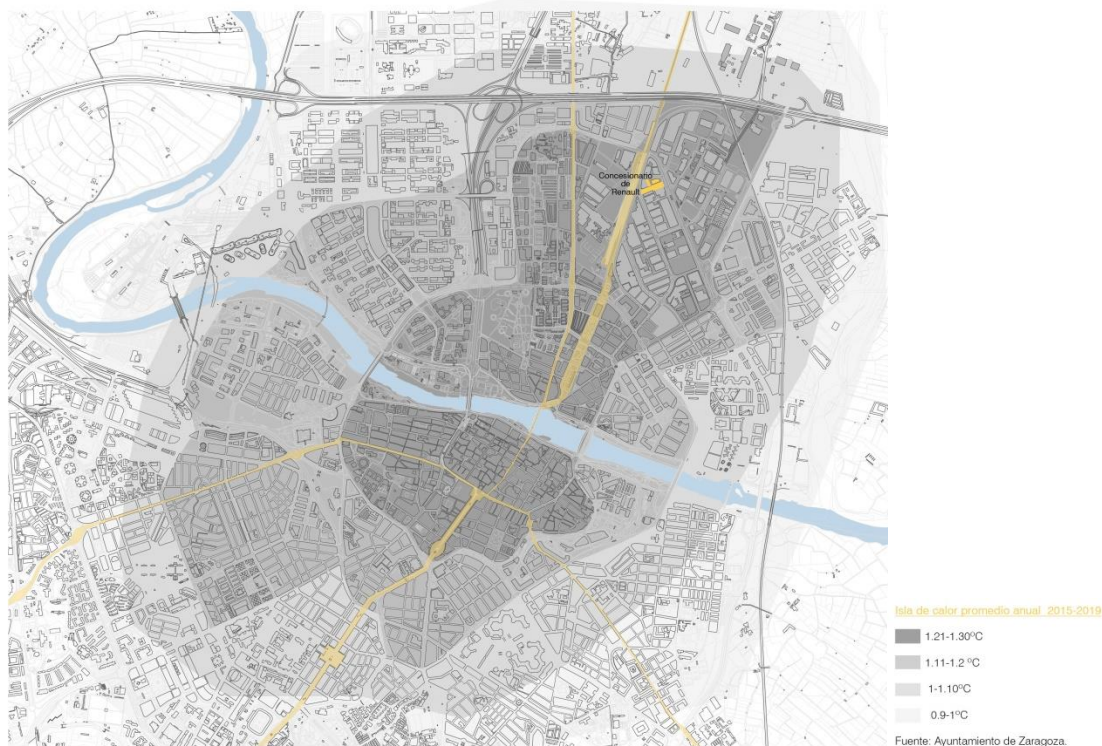 Concesionario
de
Renault
Isla de calor promedio anual 2015-2019
1.21-1.30ºC
1.11-1.2 ºC
1-1.10ºC
0.9-1ºC
Fuente: Ayuntamiento de Zaragoza.